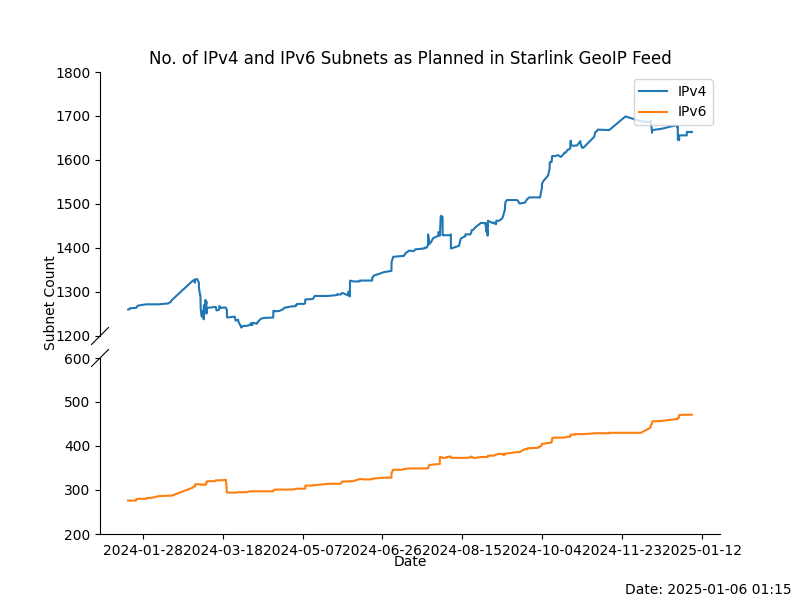 No. of IPv4 and IPv6 Subnets as Planned in Starlink GeoIP Feed
IPv4
IPv6
1800
1700
1600
1500
1400
1300
1200
600
500
400
300
200
Subnet Count
2024-01-28 2024-03-18 2024-05-07 2024-06-26 2024-08-15 2024-10-04 2024-11-23 2025-01-12
Date
Date: 2025-01-06 01:15